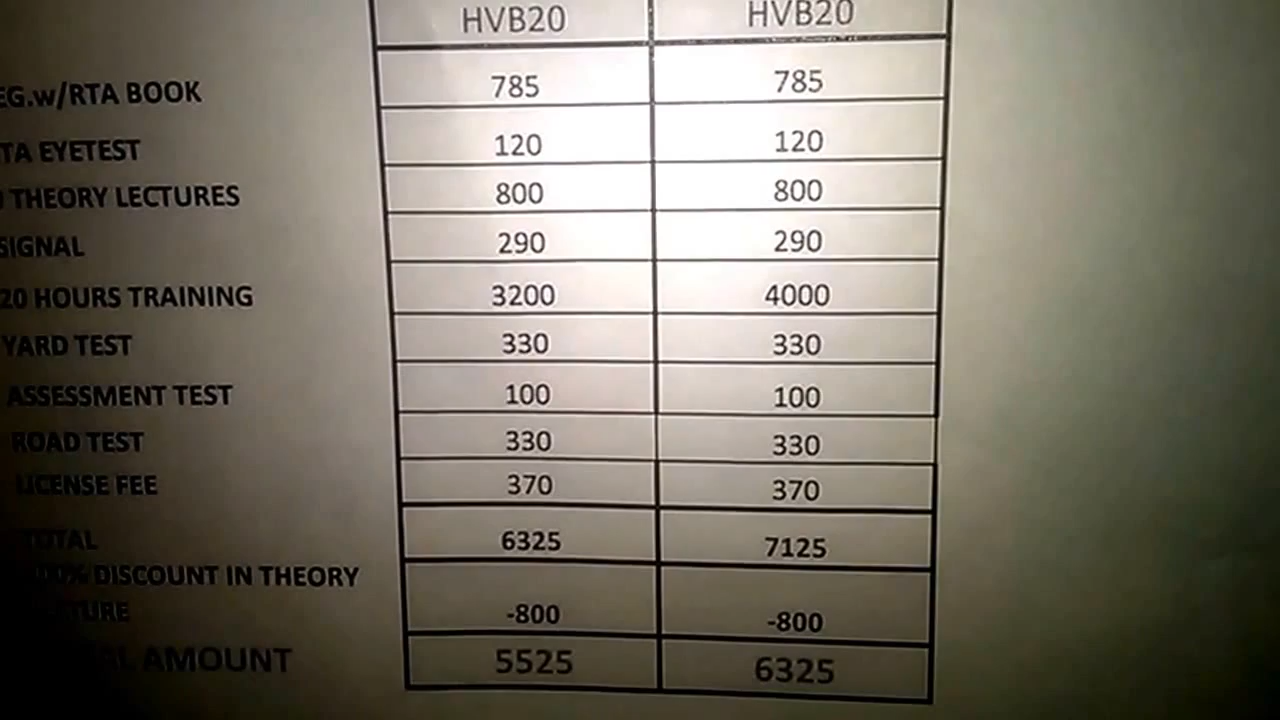 HVB20 HVB20
EG.w/RTA BOOK 785 785
TA EYETEST 120 120
THEORY LECTURES 800 800
SIGNAL 290 290
20 HOURS TRAINING 3200 4000
YARD TEST 330 330
ASSESSMENT TEST 100 100
ROAD TEST 330 330
LICENSE FEE 370 370
TOTAL 6325 7125
DISCOUNT IN THEORY
-800 -800
AMOUNT 5525 6325